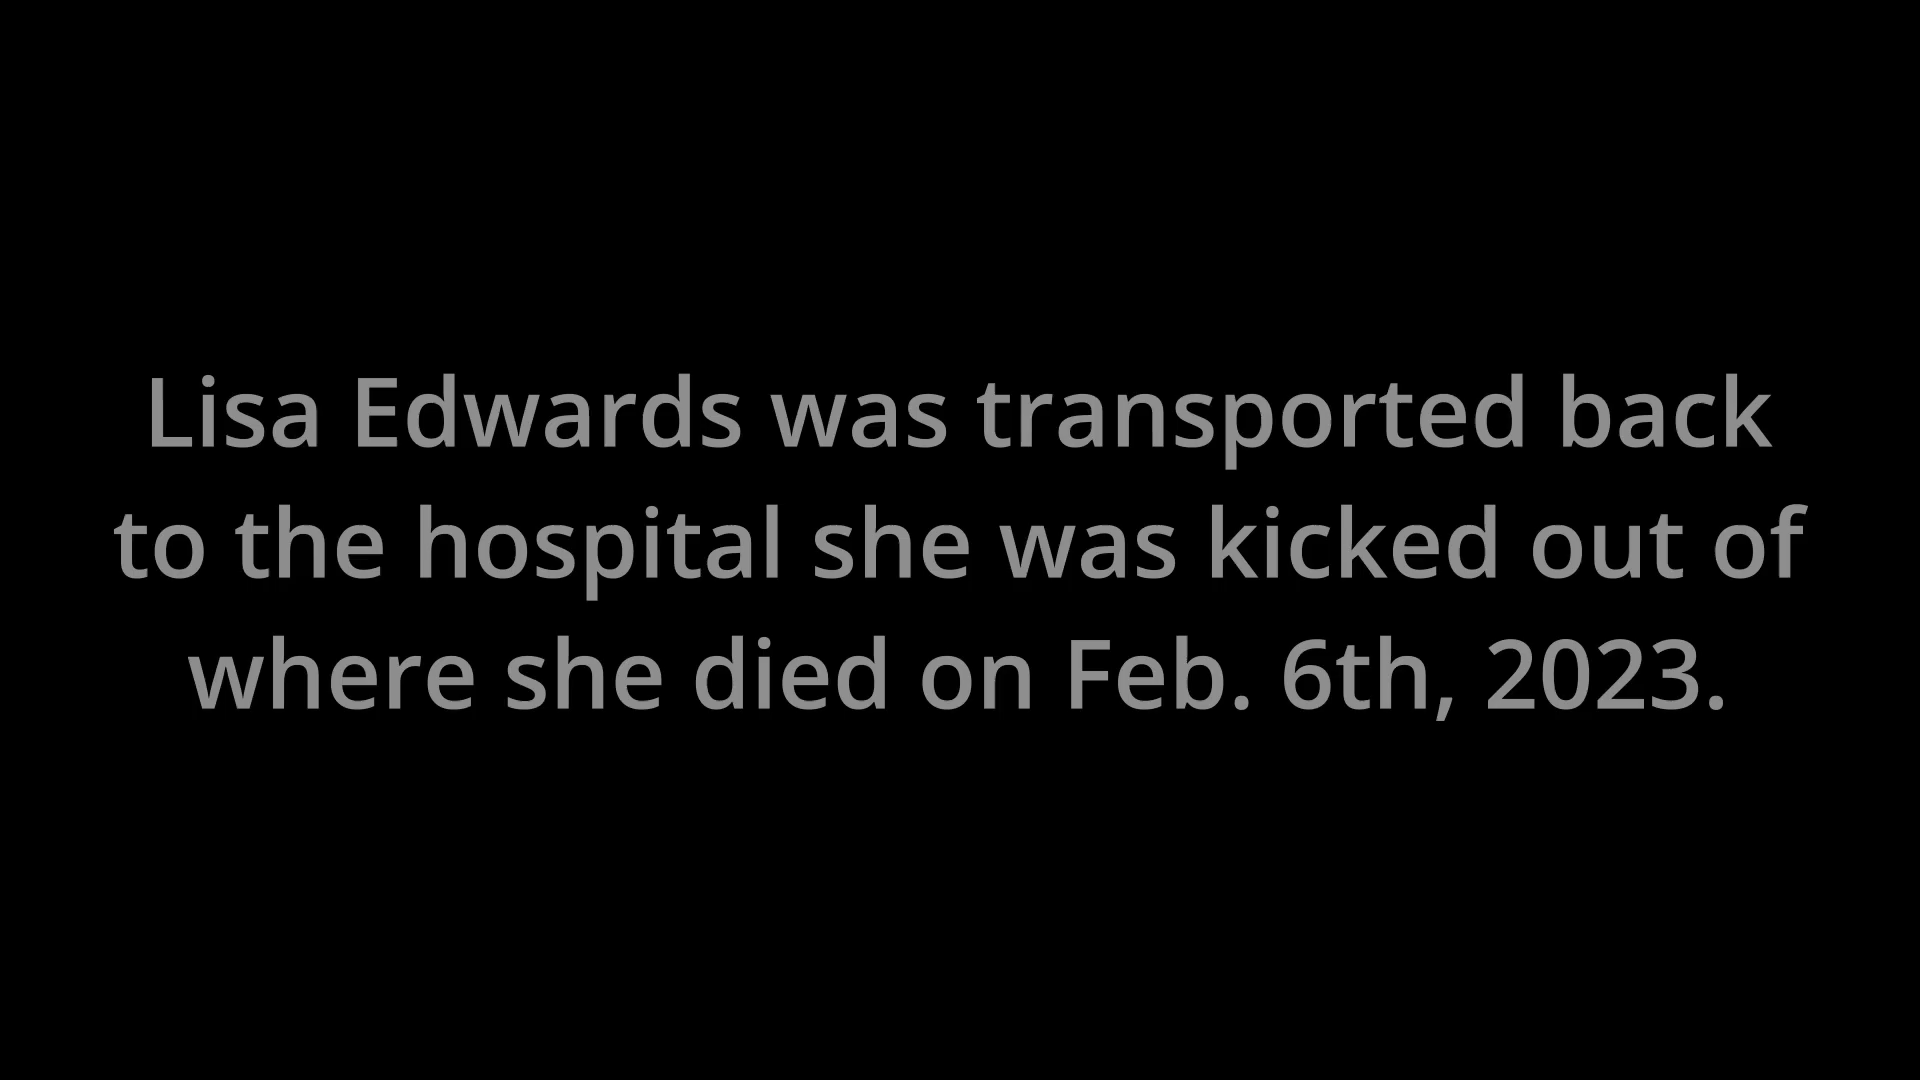 Lisa Edwards was transported back
to the hospital she was kicked out of
where she died on Feb. 6th, 2023.